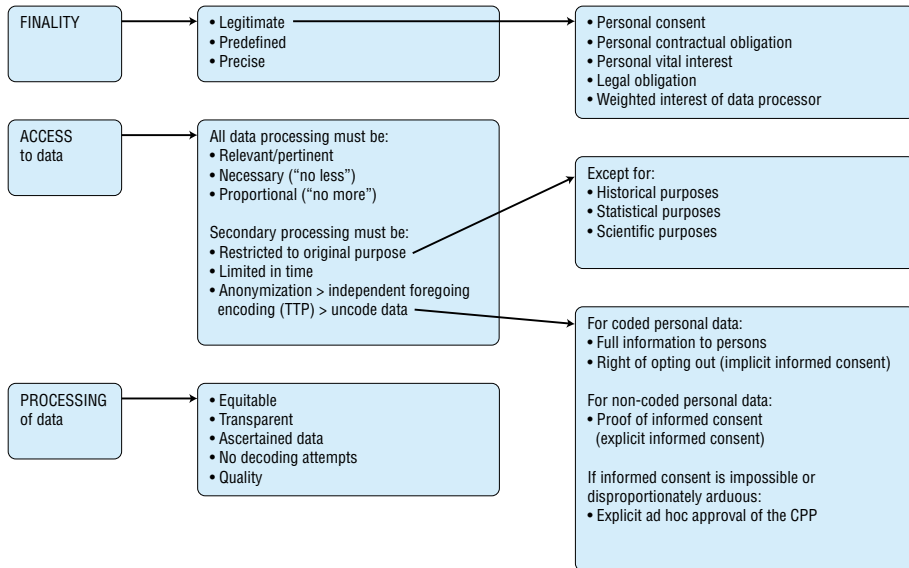 FINALITY
• Legitimate
• Predefined
• Precise
• Personal consent
• Personal contractual obligation
• Personal vital interest
• Legal obligation
• Weighted interest of data processor
ACCESS
to data
All data processing must be:
• Relevant/pertinent
• Necessary (“no less”)
• Proportional (“no more”)
Secondary processing must be:
• Restricted to original purpose
• Limited in time
• Anonymization > independent foregoing
encoding (TTP) > uncode data
Except for:
• Historical purposes
• Statistical purposes
• Scientific purposes
For coded personal data:
• Full information to persons
• Right of opting out (implicit informed consent)
For non-coded personal data:
• Proof of informed consent
(explicit informed consent)
If informed consent is impossible or
disproportionately arduous:
• Explicit ad hoc approval of the CPP
PROCESSING
of data
• Equitable
• Transparent
• Ascertained data
• No decoding attempts
• Quality